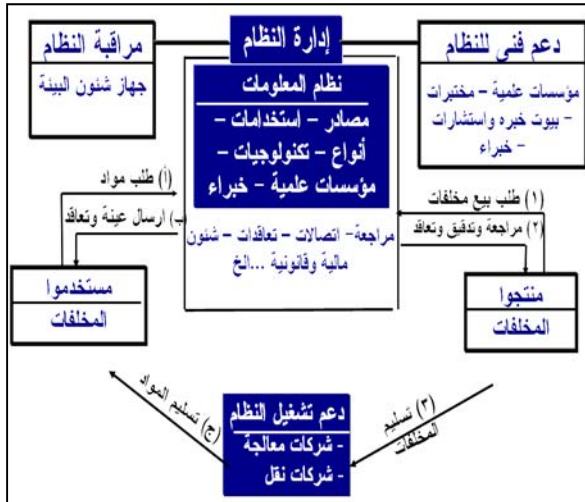 دعم فني للنظام
مؤسسات علمية – مختبرات
- بيوت خبره واستشارات
- خبراء
إدارة النظام
نظام المعلومات
مصادر – استخدامات –
أنواع – تكنولوجيات –
مؤسسات علمية – خبراء
مراجعة- اتصالات – تعاقدات – شئون
مالية وقانونية ...الخ
مراقبة النظام
جهاز شئون البيئة
(١) طلب بيع مخلفات
(٢) مراجعة وتدقيق وتعاقد
(أ) طلب مواد
(ب) ارسال عينة وتعاقد
منتجوا
المخلفات
مستخدموا
المخلفات
(٣) تسليم
المخلفات
دعم تشغيل النظام
- شركات معالجة
- شركات نقل
(ج) تسليم المواد